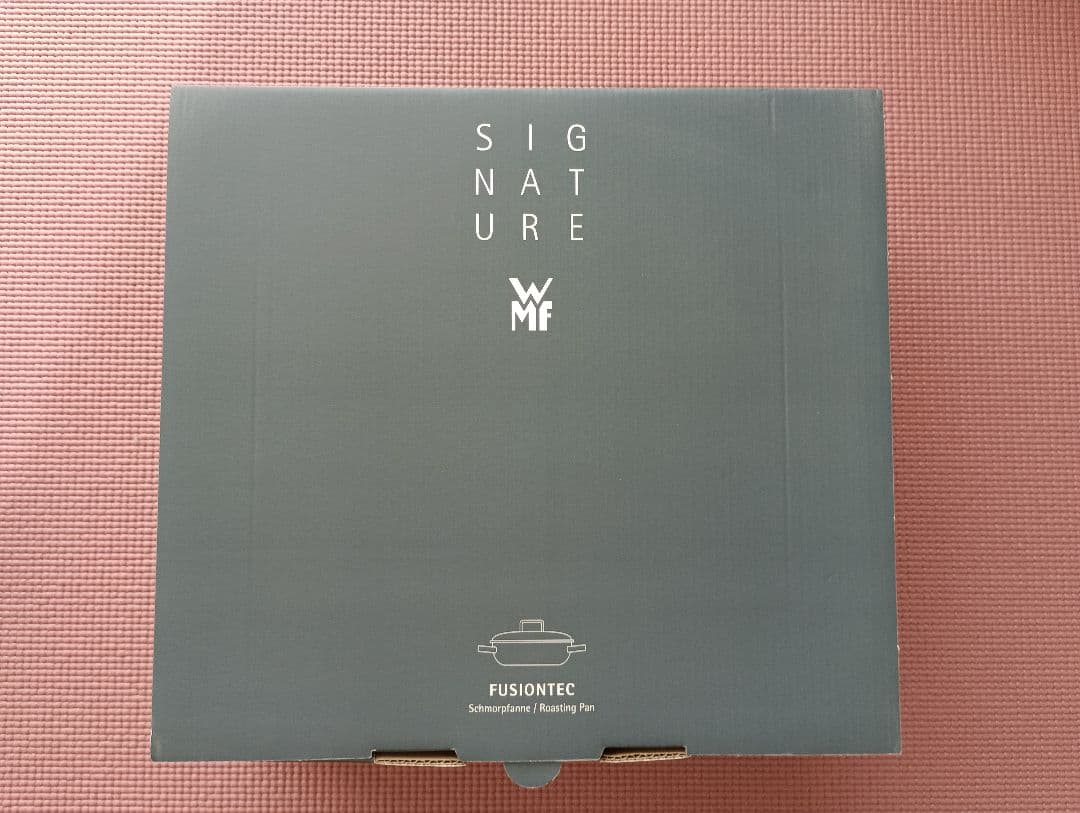 S I G
N A T
U R E
WMF
FUSIONTEC
Schmorpfanne / Roasting Pan